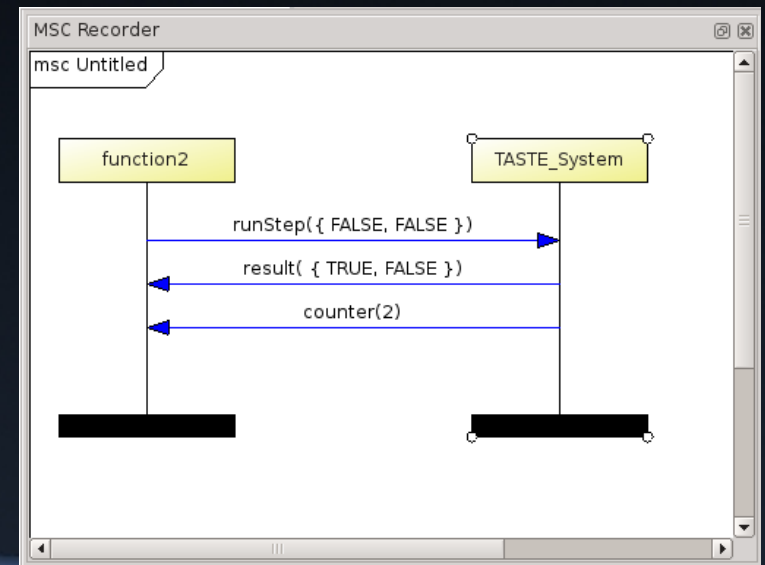 MSC Recorder
msc Untitled
function2
TASTE_System
runStep({ FALSE, FALSE })
result( { TRUE, FALSE })
counter(2)